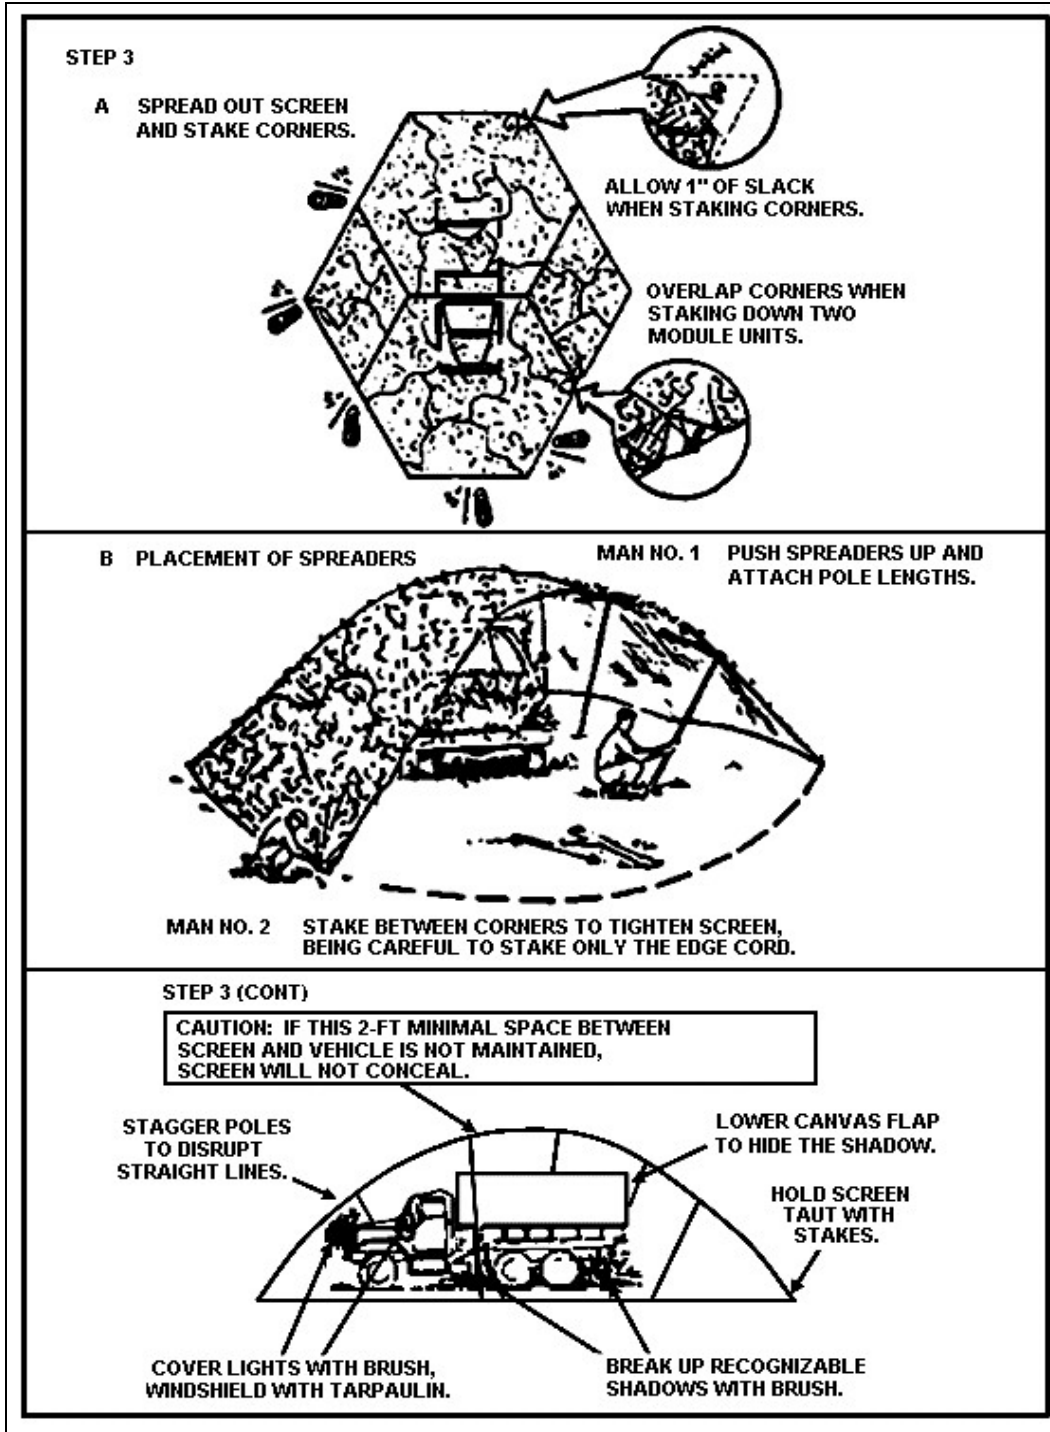 STEP 3
A SPREAD OUT SCREEN
AND STAKE CORNERS.
ALLOW 1" OF SLACK
WHEN STAKING CORNERS.
OVERLAP CORNERS WHEN
STAKING DOWN TWO
MODULE UNITS.
B PLACEMENT OF SPREADERS
MAN NO. 1 PUSH SPREADERS UP AND
ATTACH POLE LENGTHS.
MAN NO. 2 STAKE BETWEEN CORNERS TO TIGHTEN SCREEN,
BEING CAREFUL TO STAKE ONLY THE EDGE CORD.
STEP 3 (CONT)
CAUTION: IF THIS 2-FT MINIMAL SPACE BETWEEN
SCREEN AND VEHICLE IS NOT MAINTAINED,
SCREEN WILL NOT CONCEAL.
STAGGER POLES
TO DISRUPT
STRAIGHT LINES.
LOWER CANVAS FLAP
TO HIDE THE SHADOW.
HOLD SCREEN
TAUT WITH
STAKES.
COVER LIGHTS WITH BRUSH,
WINDSHIELD WITH TARPAULIN.
BREAK UP RECOGNIZABLE
SHADOWS WITH BRUSH.